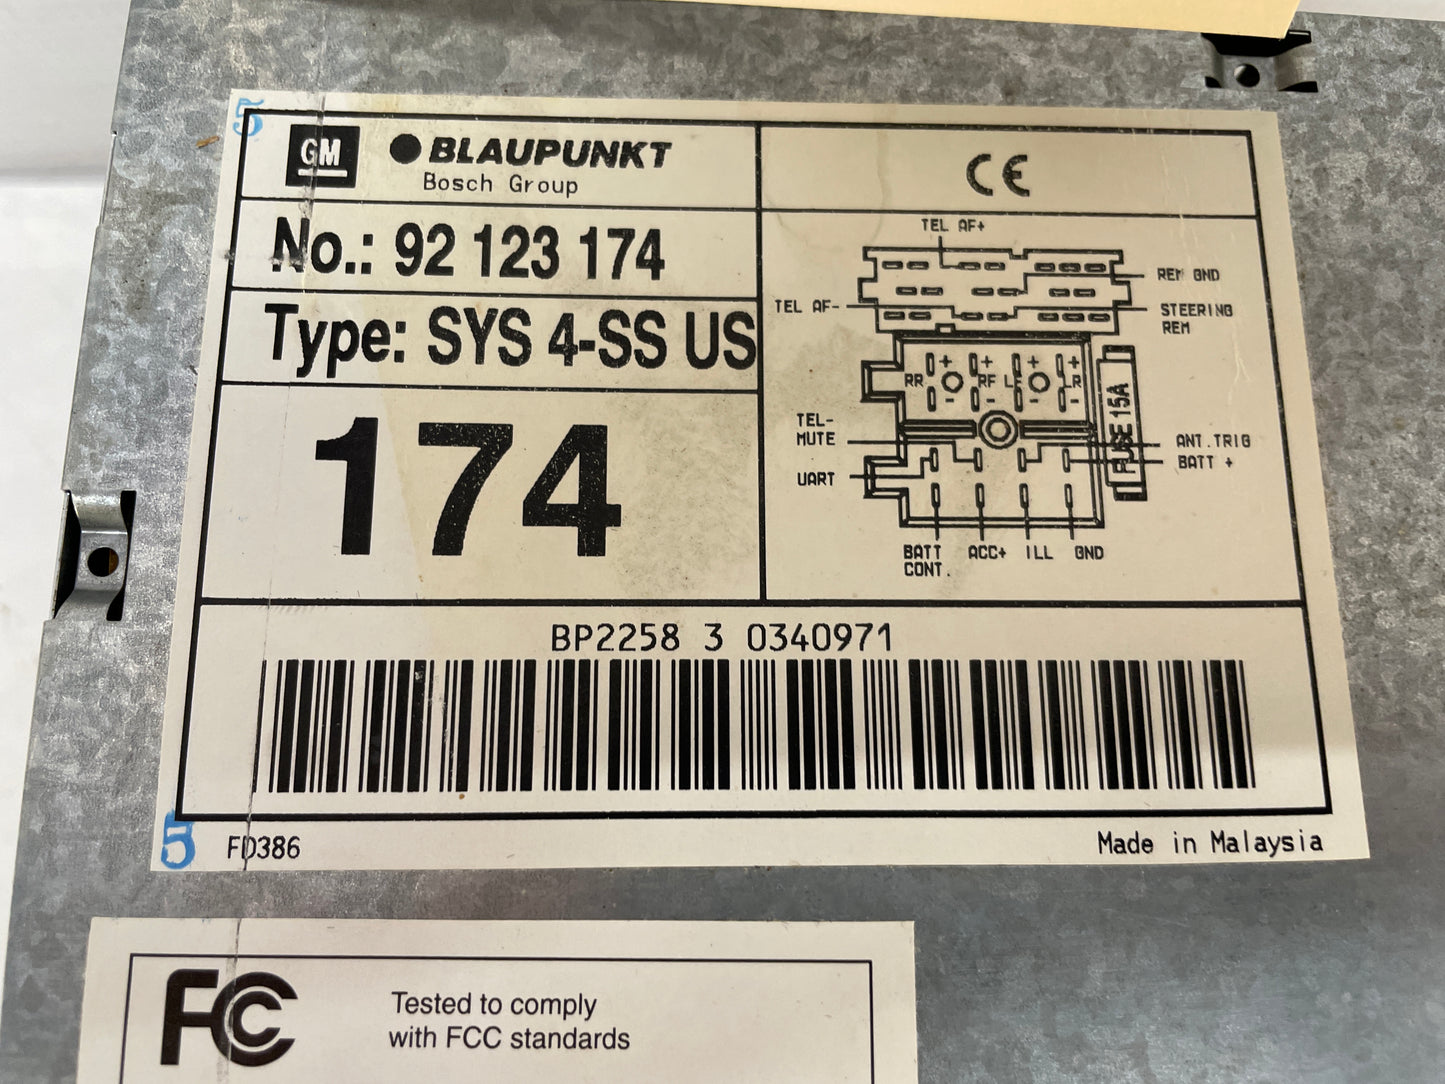 5
GM
BLAUPUNKT
Bosch Group
CE
No.: 92 123 174
Type: SYS 4-SS US
174
TEL AF+
REM GND
TEL AF-
STEERING
REM
+ + + +
RR RF LF LR
- - - -
FUSE 15A
TEL-
MUTE
ANT.TRIG
BATT +
UART
BATT
CONT.
ACC+ ILL GND
BP2258 3 0340971
5
FD386
Made in Malaysia
FC
Tested to comply
with FCC standards